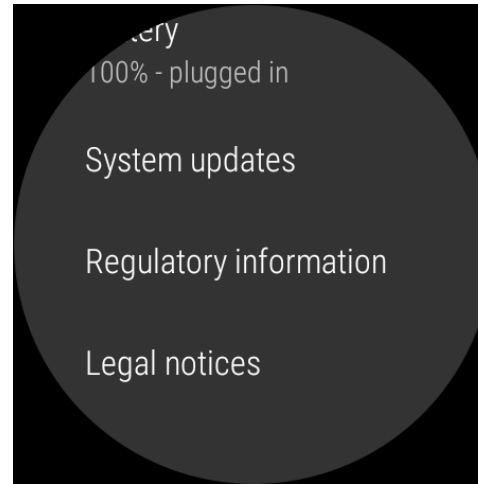 100% - plugged in
System updates
Regulatory information
Legal notices